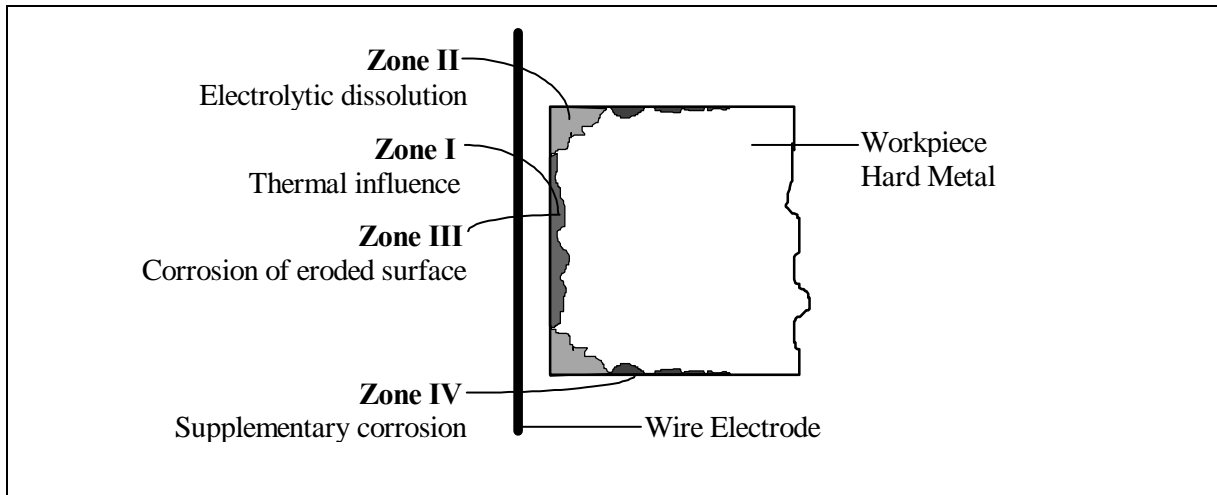 Zone II
Electrolytic dissolution
Zone I
Thermal influence
Zone III
Corrosion of eroded surface
Zone IV
Supplementary corrosion
Workpiece
Hard Metal
Wire Electrode